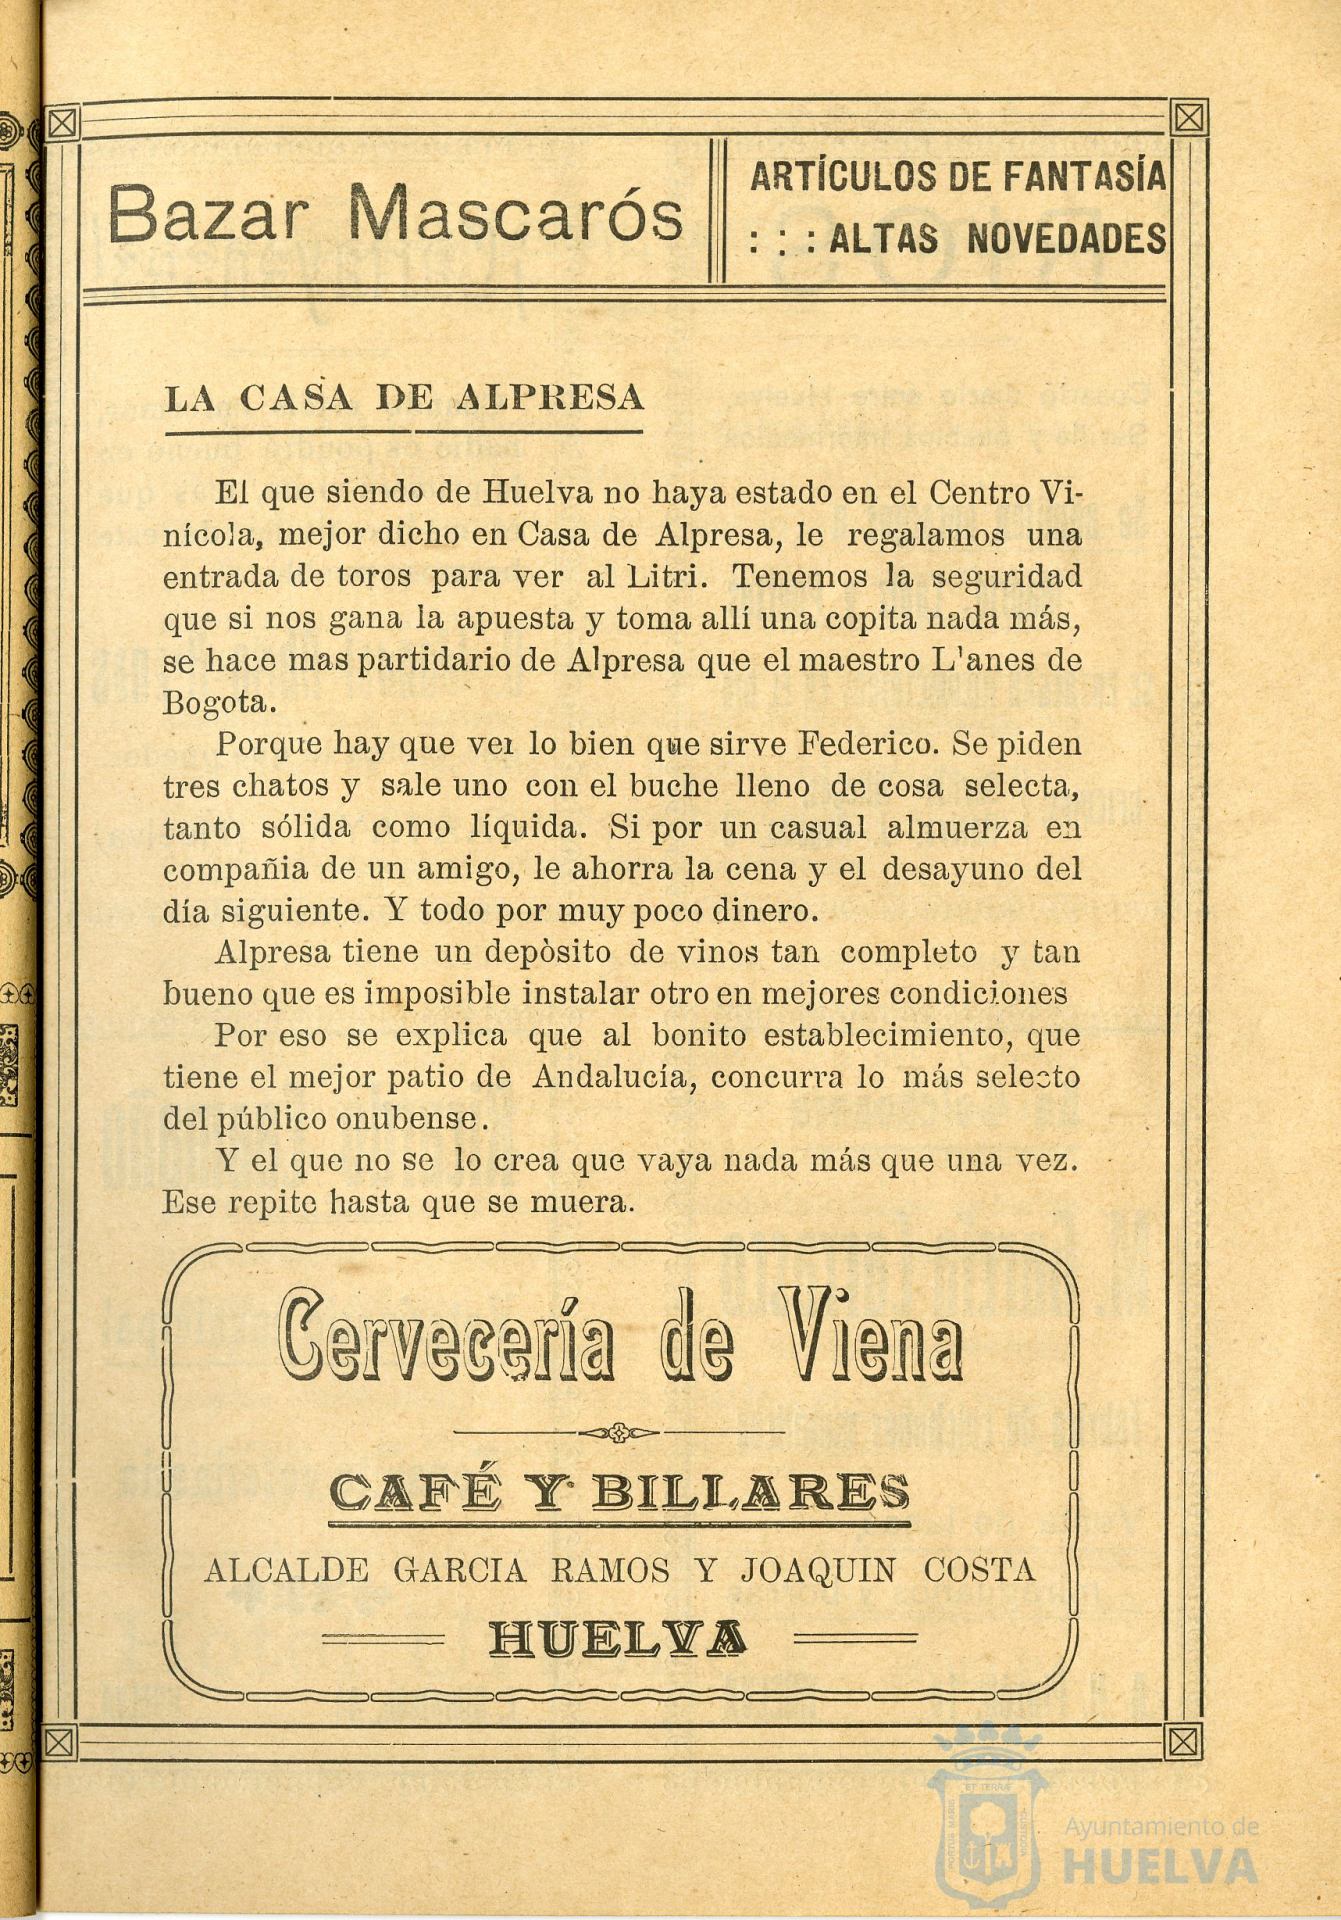 Bazar Mascarós
ARTÍCULOS DE FANTASÍA
: : : ALTAS NOVEDADES
LA CASA DE ALPRESA
El que siendo de Huelva no haya estado en el Centro Vi-
nícola, mejor dicho en Casa de Alpresa, le regalamos una
entrada de toros para ver al Litri. Tenemos la seguridad
que si nos gana la apuesta y toma allí una copita nada más,
se hace mas partidario de Alpresa que el maestro L'anes de
Bogota.
Porque hay que ver lo bien que sirve Federico. Se piden
tres chatos y sale uno con el buche lleno de cosa selecta,
tanto sólida como líquida. Si por un casual almuerza en
compañia de un amigo, le ahorra la cena y el desayuno del
día siguiente. Y todo por muy poco dinero.
Alpresa tiene un depòsito de vinos tan completo y tan
bueno que es imposible instalar otro en mejores condiciones
Por eso se explica que al bonito establecimiento, que
tiene el mejor patio de Andalucía, concurra lo más selecto
del público onubense.
Y el que no se lo crea que vaya nada más que una vez.
Ese repite hasta que se muera.
Cervecería de Viena
CAFÉ Y BILLARES
ALCALDE GARCIA RAMOS Y JOAQUIN COSTA
HUELVA
Ayuntamiento de
HUELVA